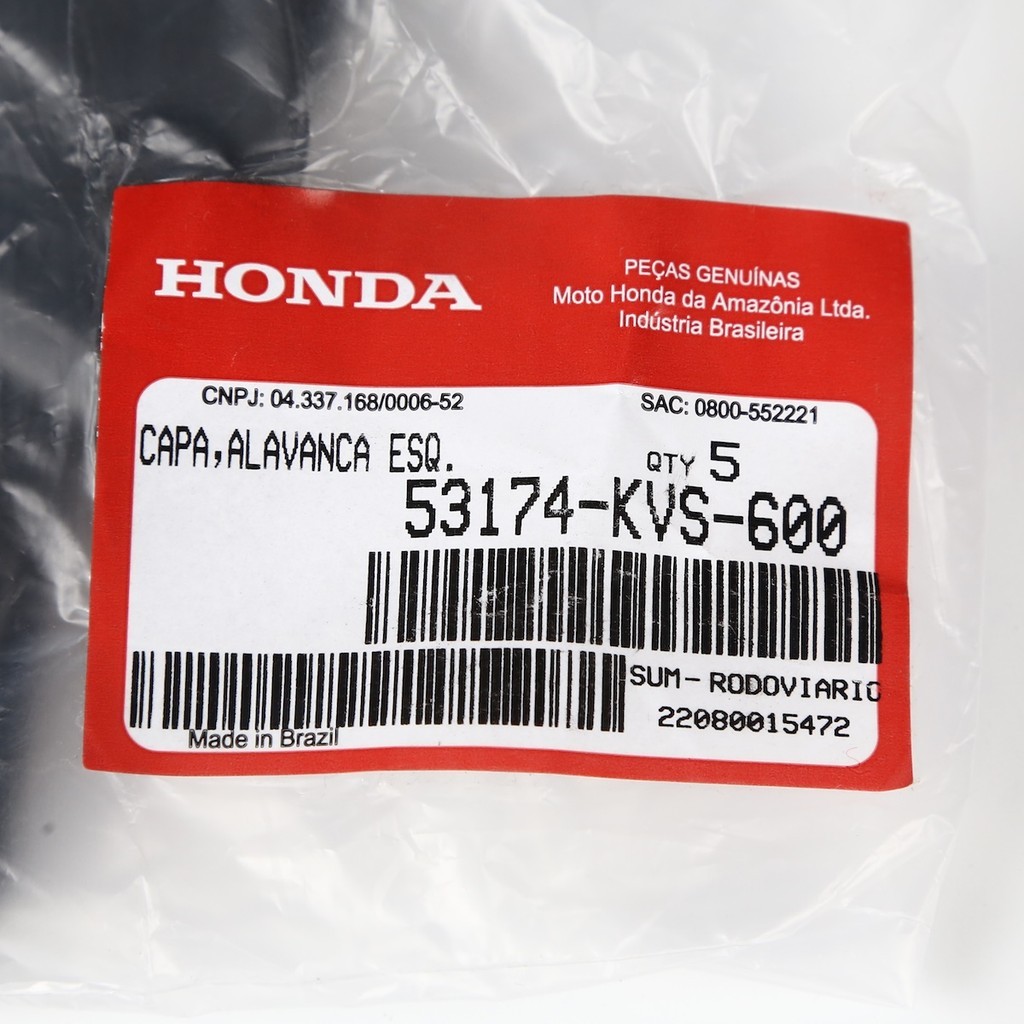 HONDA
PEÇAS GENUÍNAS
Moto Honda da Amazônia Ltda.
Indústria Brasileira
CNPJ: 04.337.168/0006-52
SAC: 0800-552221
CAPA,ALAVANCA ESQ.
QTY 5
53174-KVS-600
SUM-RODOVIARIO
22080015472
Made in Brazil